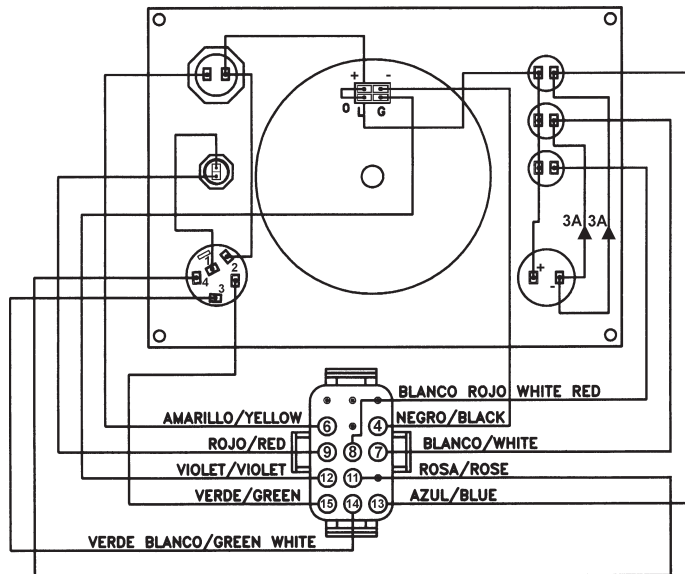 + -
O L G
3A 3A
1
2
4
3
+
-
BLANCO ROJO WHITE RED
AMARILLO/YELLOW 6 4 NEGRO/BLACK
ROJO/RED 9 8 7 BLANCO/WHITE
VIOLET/VIOLET 12 11 ROSA/ROSE
VERDE/GREEN 15 14 13 AZUL/BLUE
VERDE BLANCO/GREEN WHITE